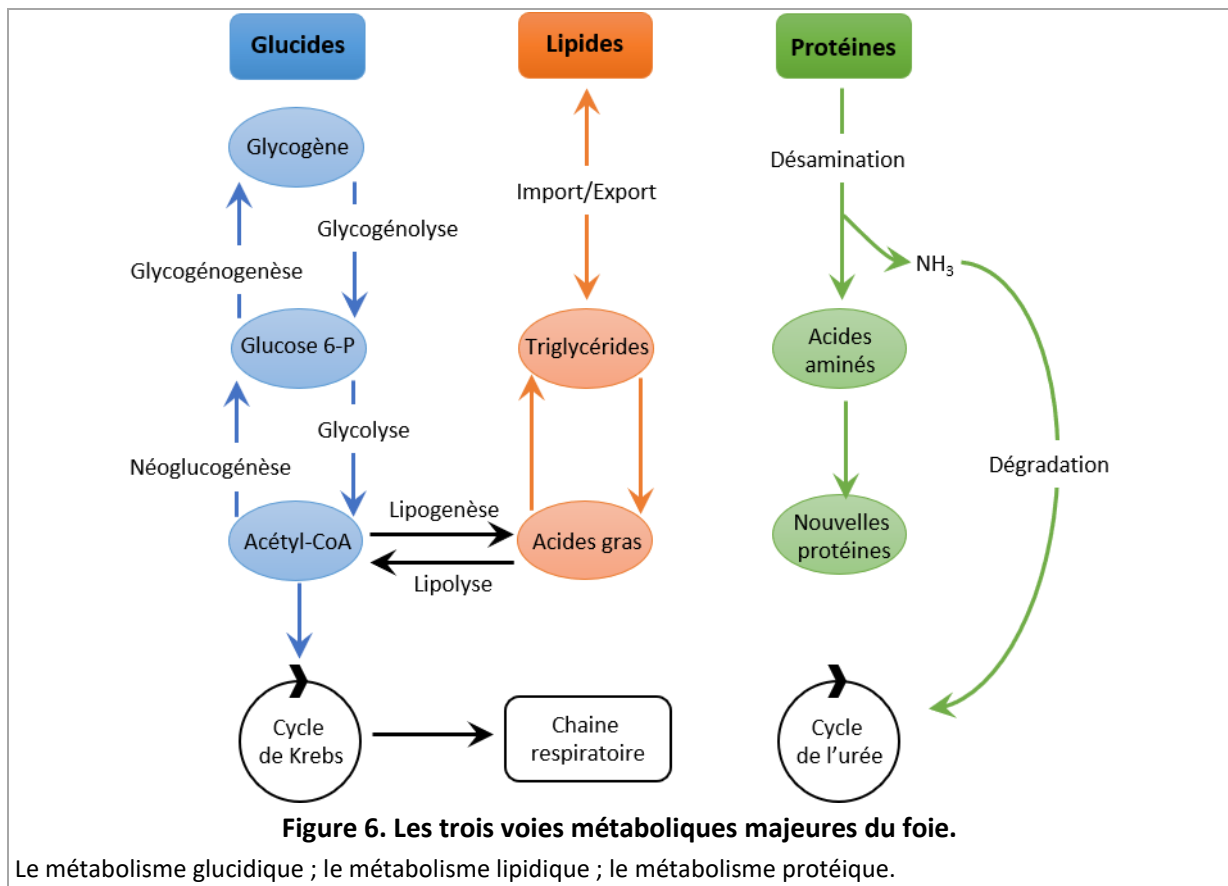 Glucides
Lipides
Protéines
Glycogène
Désamination
Import/Export
Glycogénolyse
Glycogénogenèse
NH₃
Glucose 6-P
Triglycérides
Acides
aminés
Glycolyse
Néoglucogénèse
Dégradation
Lipogenèse
Acétyl-CoA
Acides gras
Nouvelles
protéines
Lipolyse
Cycle
de Krebs
Chaine
respiratoire
Cycle
de l'urée
Figure 6. Les trois voies métaboliques majeures du foie.
Le métabolisme glucidique ; le métabolisme lipidique ; le métabolisme protéique.